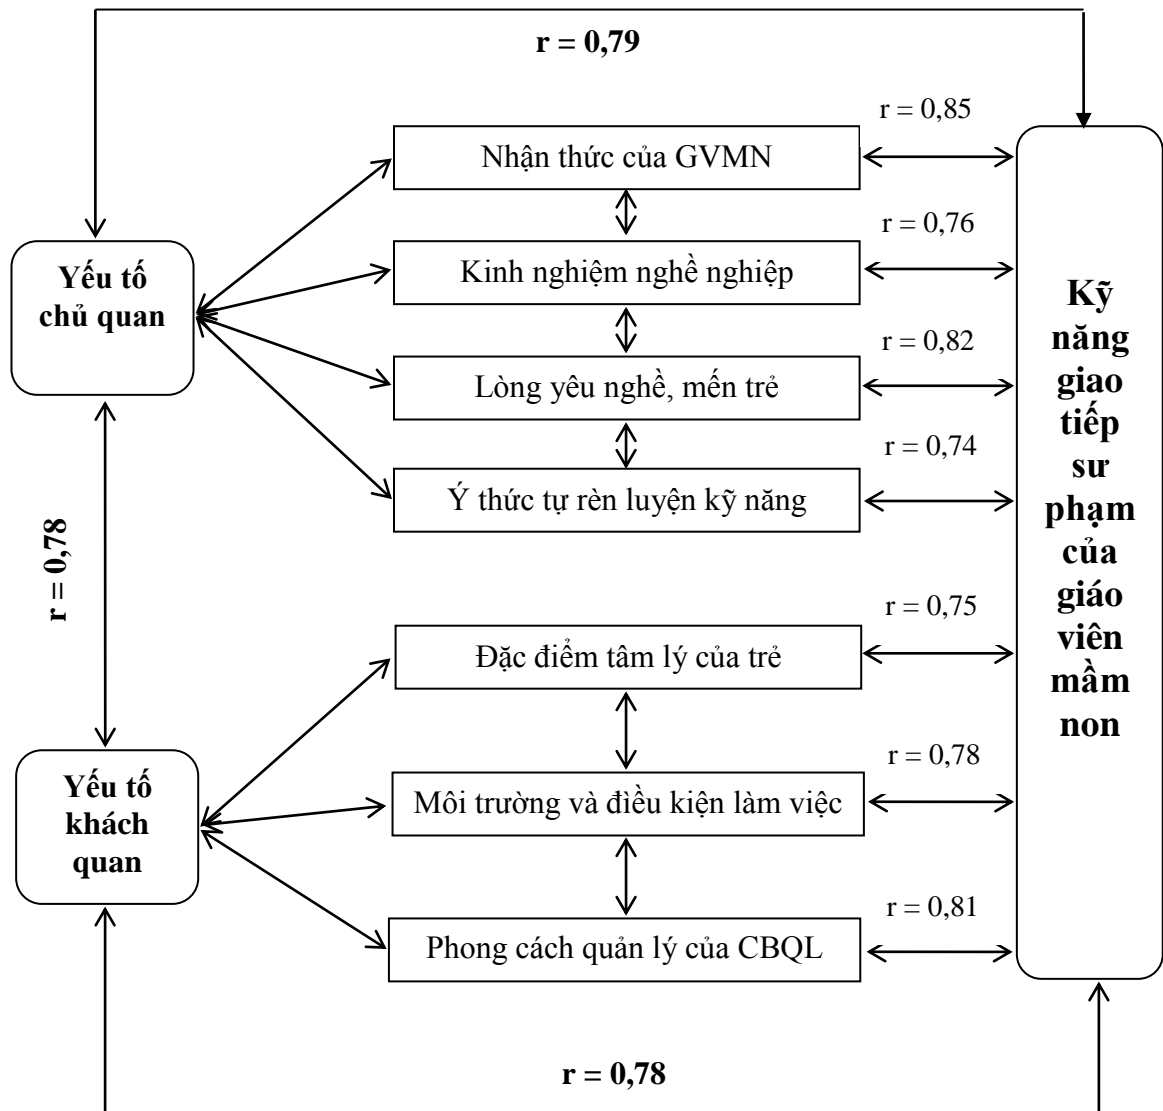 r = 0,79
r = 0,85
Nhận thức của GVMN
r = 0,76
Yếu tố
chủ quan
Kinh nghiệm nghề nghiệp
r = 0,82
Lòng yêu nghề, mến trẻ
r = 0,74
Ý thức tự rèn luyện kỹ năng
r = 0,78
r = 0,75
Đặc điểm tâm lý của trẻ
r = 0,78
Yếu tố
khách
quan
Môi trường và điều kiện làm việc
r = 0,81
Phong cách quản lý của CBQL
Kỹ
năng
giao
tiếp
sư
phạm
của
giáo
viên
mầm
non
r = 0,78